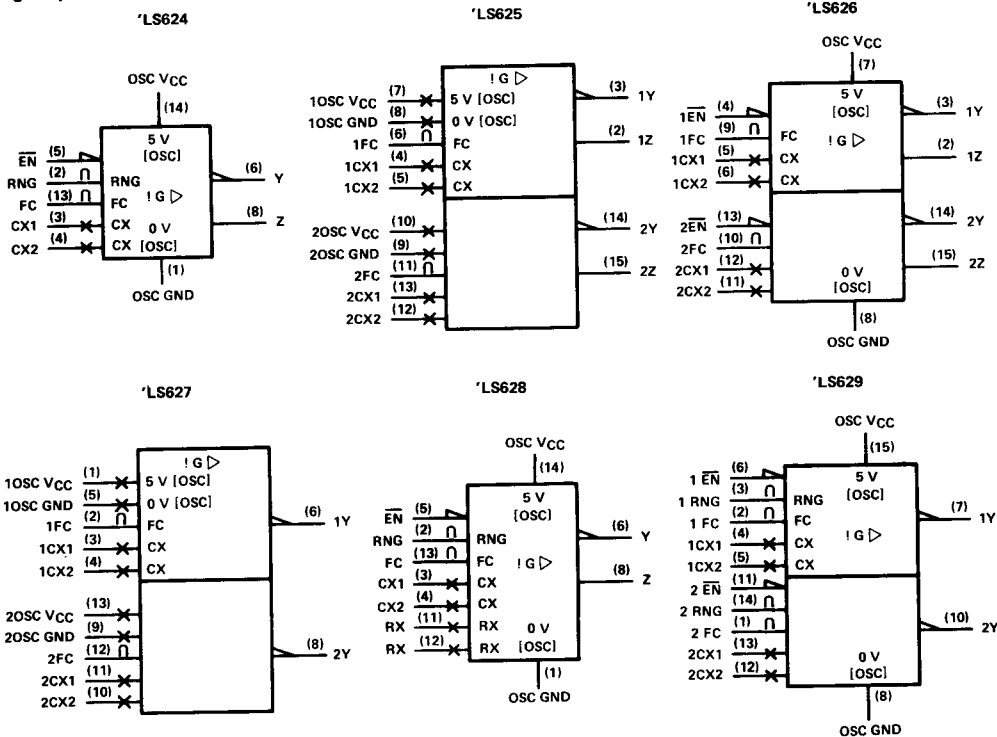 'LS624
OSC VCC
(14)
5 V
[OSC]
EN (5)
RNG (2) RNG
FC (13) FC
! G ▷
CX1 (3) CX
0 V
CX2 (4) CX [OSC]
(6) Y
(8) Z
(1)
OSC GND
'LS625
! G ▷
1OSC VCC (7) 5 V [OSC]
1OSC GND (8) 0 V [OSC]
1FC (6) FC
1CX1 (4) CX
1CX2 (5) CX
(3) 1Y
(2) 1Z
2OSC VCC (10)
2OSC GND (9)
2FC (11)
2CX1 (13)
2CX2 (12)
(14) 2Y
(15) 2Z
'LS626
OSC VCC
(7)
5 V
[OSC]
1EN (4)
1FC (9) FC
! G ▷
1CX1 (5) CX
1CX2 (6) CX
(3) 1Y
(2) 1Z
2EN (13)
2FC (10)
2CX1 (12)
2CX2 (11)
0 V
[OSC]
(14) 2Y
(15) 2Z
(8)
OSC GND
'LS627
! G ▷
1OSC VCC (1) 5 V [OSC]
1OSC GND (5) 0 V [OSC]
1FC (2) FC
1CX1 (3) CX
1CX2 (4) CX
(6) 1Y
2OSC VCC (13)
2OSC GND (9)
2FC (12)
2CX1 (11)
2CX2 (10)
(8) 2Y
'LS628
OSC VCC
(14)
5 V
[OSC]
EN (5)
RNG (2) RNG
FC (13) FC
! G ▷
CX1 (3) CX
CX2 (4) CX
RX (11) RX
0 V
RX (12) RX [OSC]
(6) Y
(8) Z
(1)
OSC GND
'LS629
OSC VCC
(15)
5 V
[OSC]
1 EN (6)
1 RNG (3) RNG
1 FC (2) FC
! G ▷
1CX1 (4) CX
1CX2 (5) CX
(7) 1Y
2 EN (11)
2 RNG (14)
2 FC (1)
2CX1 (13)
2CX2 (12)
0 V
[OSC]
(10) 2Y
(8)
OSC GND